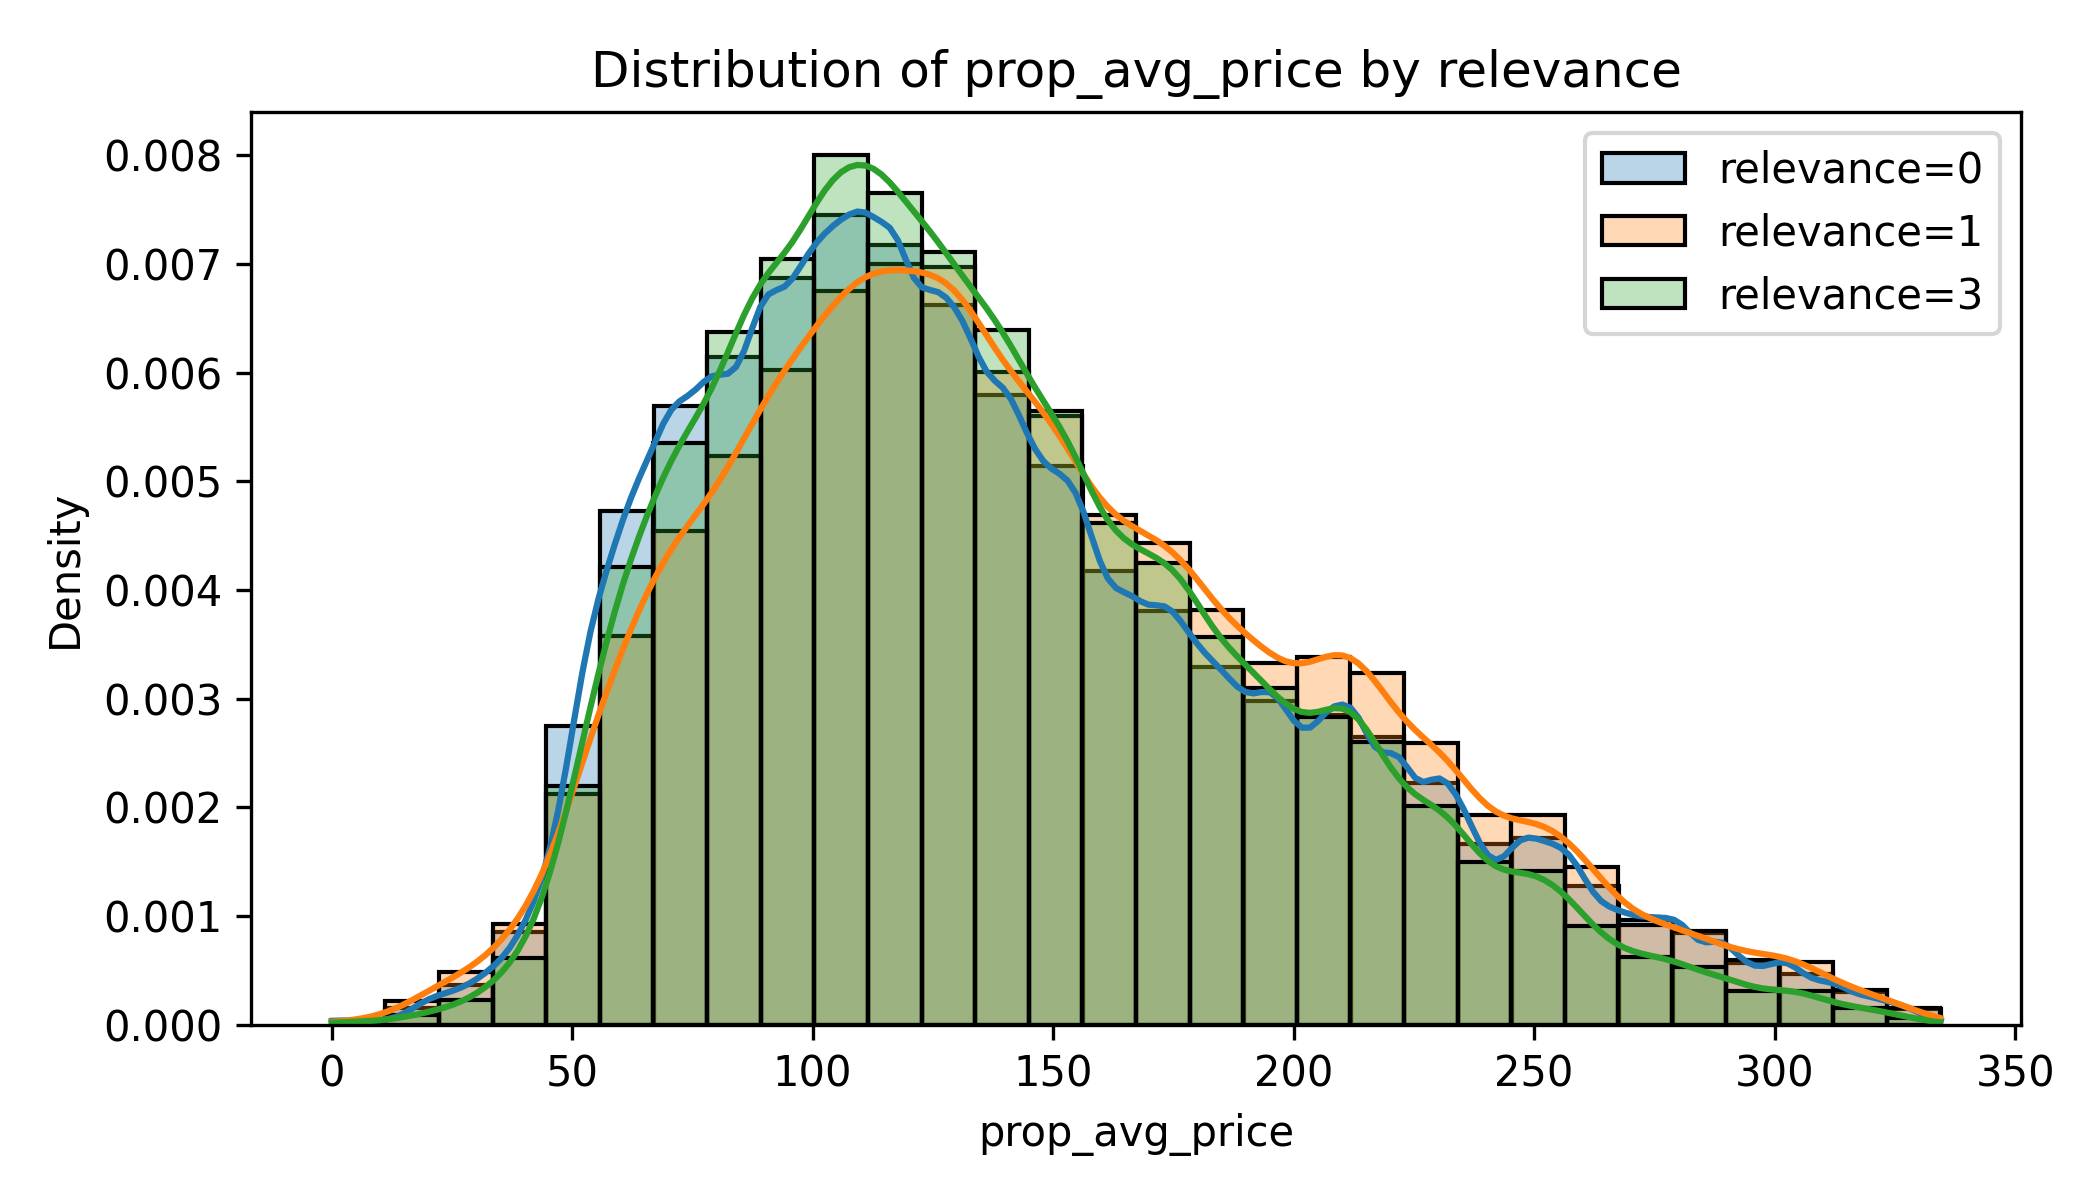 Distribution of prop_avg_price by relevance
relevance=0
relevance=1
relevance=3
Density
0.008
0.007
0.006
0.005
0.004
0.003
0.002
0.001
0.000
0 50 100 150 200 250 300 350
prop_avg_price